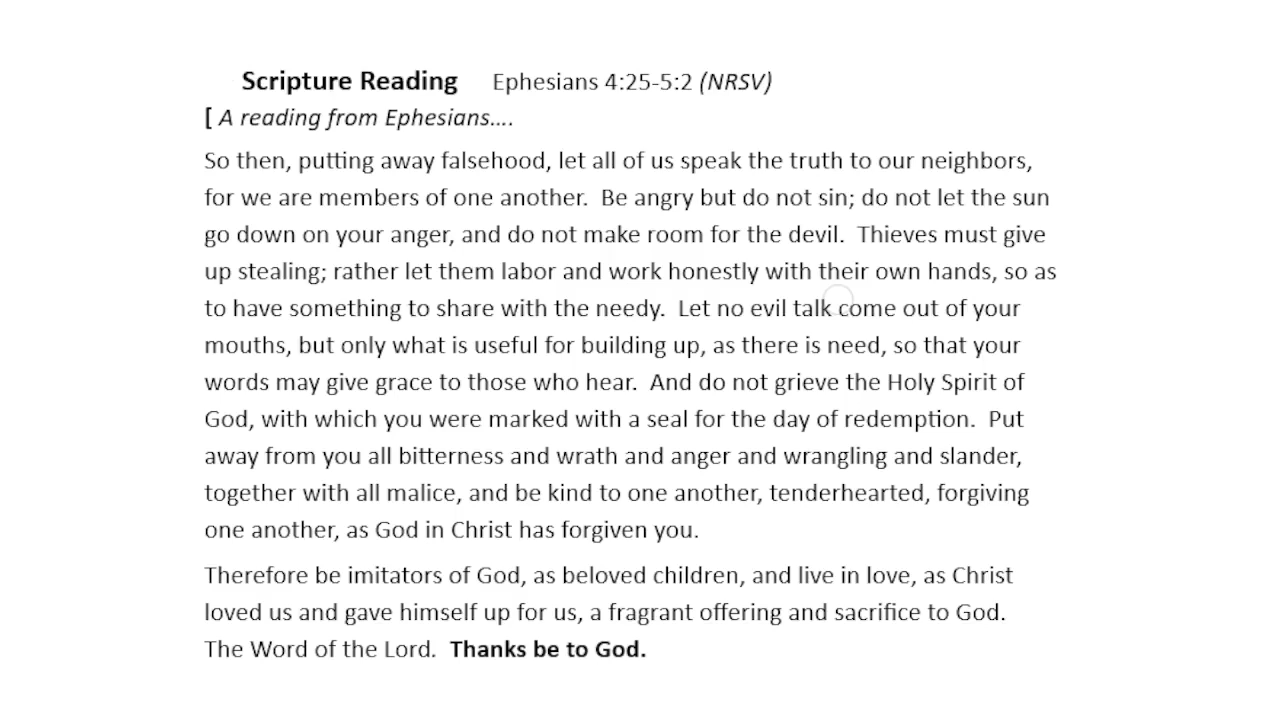 Scripture Reading Ephesians 4:25-5:2 (NRSV)
[ A reading from Ephesians....
So then, putting away falsehood, let all of us speak the truth to our neighbors,
for we are members of one another. Be angry but do not sin; do not let the sun
go down on your anger, and do not make room for the devil. Thieves must give
up stealing; rather let them labor and work honestly with their own hands, so as
to have something to share with the needy. Let no evil talk come out of your
mouths, but only what is useful for building up, as there is need, so that your
words may give grace to those who hear. And do not grieve the Holy Spirit of
God, with which you were marked with a seal for the day of redemption. Put
away from you all bitterness and wrath and anger and wrangling and slander,
together with all malice, and be kind to one another, tenderhearted, forgiving
one another, as God in Christ has forgiven you.
Therefore be imitators of God, as beloved children, and live in love, as Christ
loved us and gave himself up for us, a fragrant offering and sacrifice to God.
The Word of the Lord. Thanks be to God.